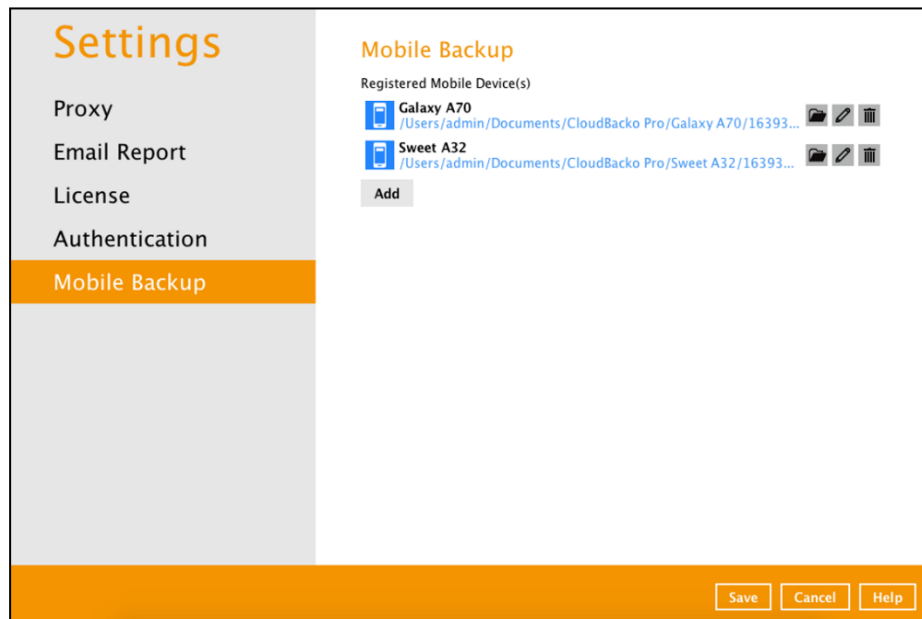 Settings
Proxy
Email Report
License
Authentication
Mobile Backup
Mobile Backup
Registered Mobile Device(s)
Galaxy A70
/Users/admin/Documents/CloudBacko Pro/Galaxy A70/16393...
Sweet A32
/Users/admin/Documents/CloudBacko Pro/Sweet A32/16393...
Add
Save Cancel Help